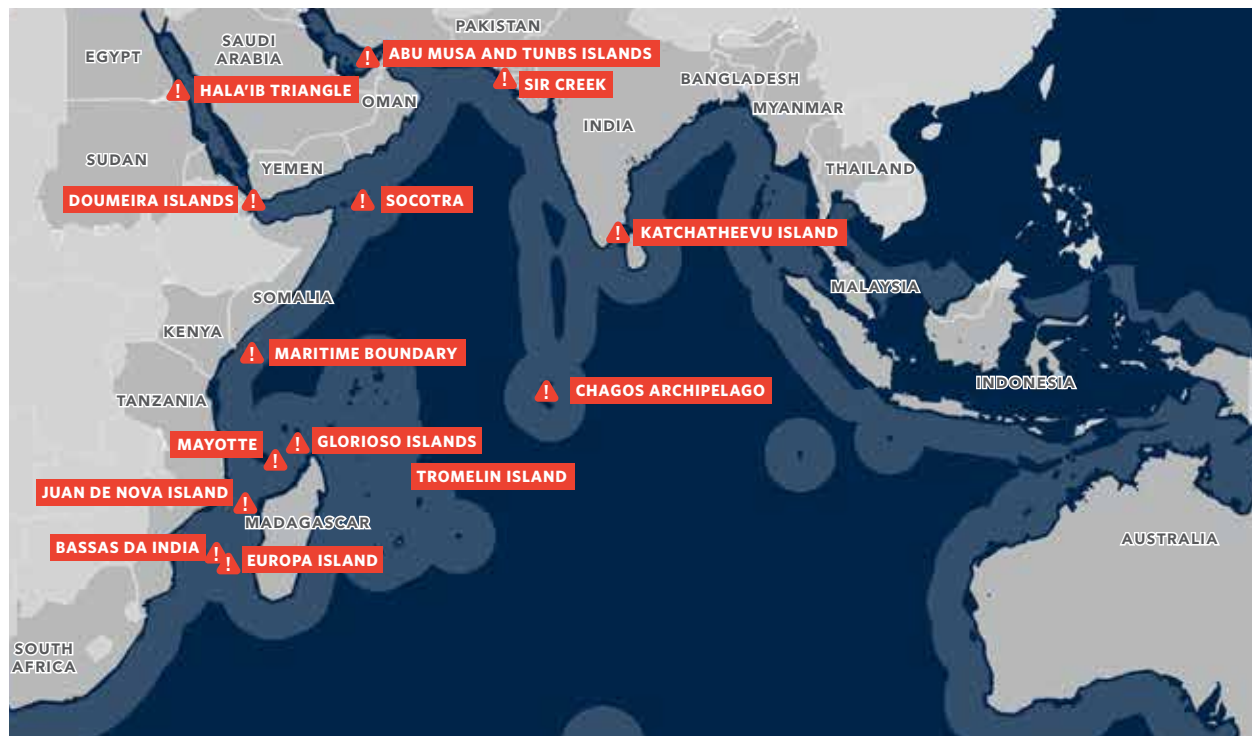 PAKISTAN
SAUDI
ARABIA
EGYPT
ABU MUSA AND TUNBS ISLANDS
BANGLADESH
SIR CREEK
HALA'IB TRIANGLE
OMAN
MYANMAR
INDIA
SUDAN
YEMEN
THAILAND
DOUMEIRA ISLANDS
SOCOTRA
KATCHATHEEVU ISLAND
MALAYSIA
SOMALIA
KENYA
MARITIME BOUNDARY
INDONESIA
CHAGOS ARCHIPELAGO
TANZANIA
MAYOTTE
GLORIOSO ISLANDS
TROMELIN ISLAND
JUAN DE NOVA ISLAND
MADAGASCAR
AUSTRALIA
BASSAS DA INDIA
EUROPA ISLAND
SOUTH
AFRICA